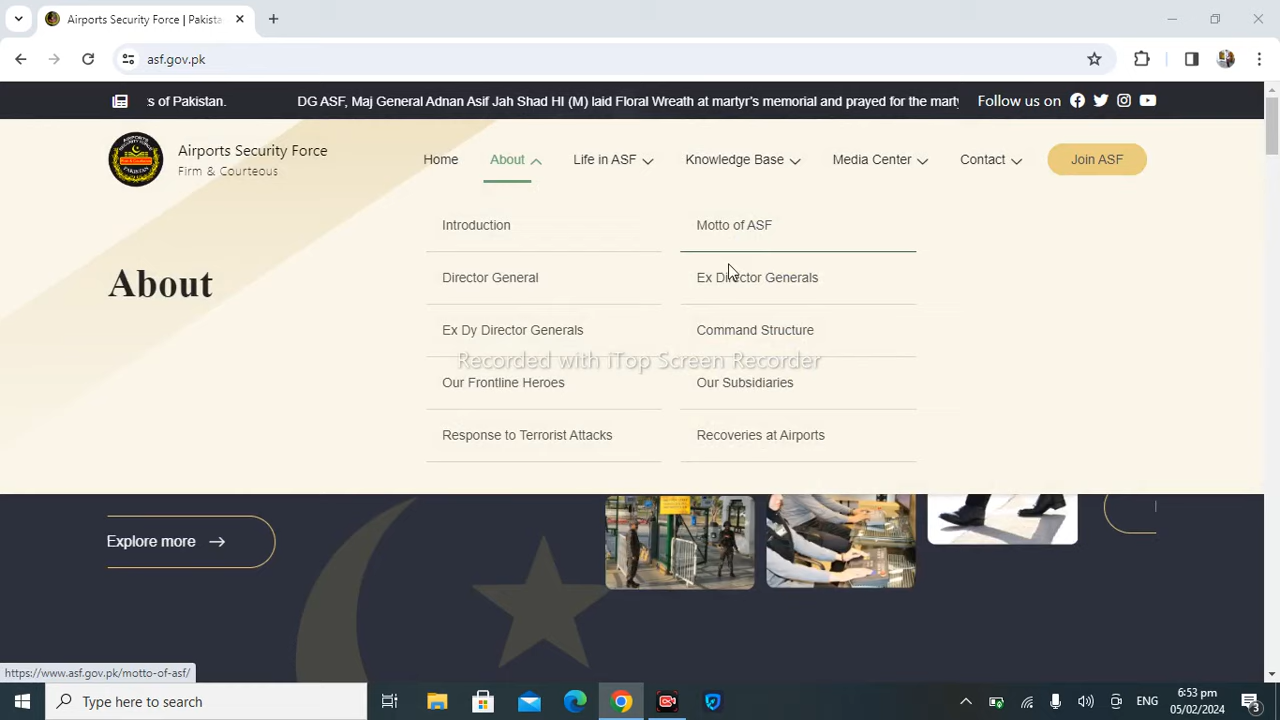 Airports Security Force | Pakista
asf.gov.pk
s of Pakistan.
DG ASF, Maj General Adnan Asif Jah Shad HI (M) laid Floral Wreath at martyr's memorial and prayed for the marty
Follow us on
Airports Security Force
Firm & Courteous
Home
About
Life in ASF
Knowledge Base
Media Center
Contact
Join ASF
Introduction
Motto of ASF
About
Director General
Ex Director Generals
Ex Dy Director Generals
Command Structure
Recorded with iTop Screen Recorder
Our Frontline Heroes
Our Subsidiaries
Response to Terrorist Attacks
Recoveries at Airports
Explore more
https://www.asf.gov.pk/motto-of-asf/
Type here to search
ENG
6:53 pm
05/02/2024
3